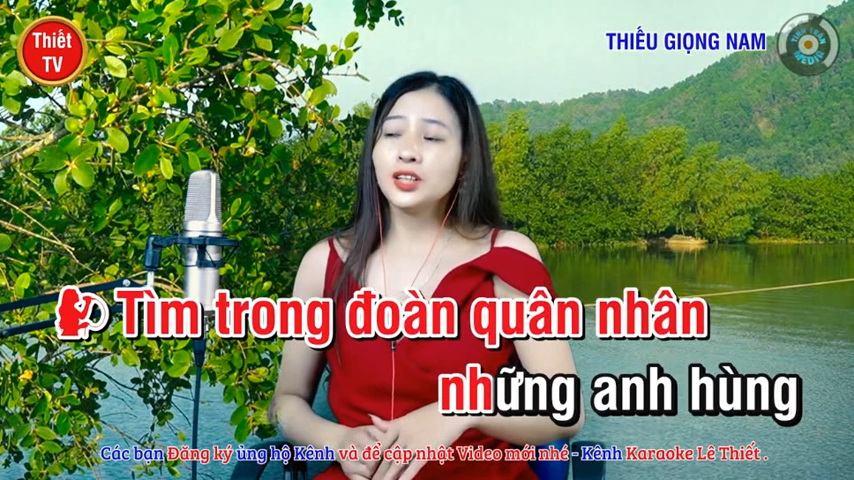 Thiết
TV
THIẾU GIỌNG NAM
MEDIA
Tìm trong đoàn quân nhân
những anh hùng
Các bạn Đăng ký ủng hộ Kênh và để cập nhật Video mới nhé - Kênh Karaoke Lê Thiết .